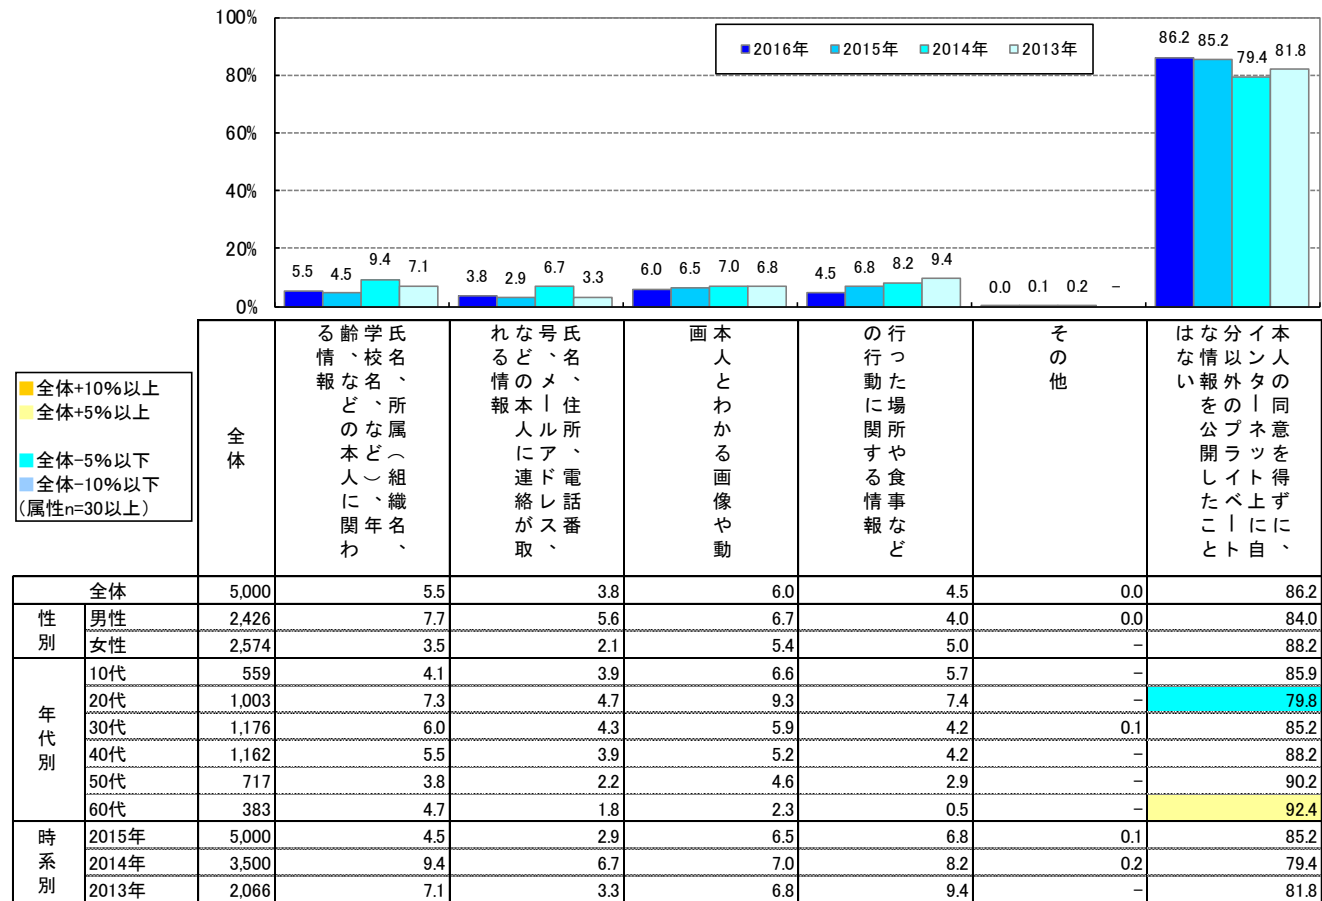 100%
80%
60%
40%
20%
0%
2016年 2015年 2014年 2013年
5.5 4.5 9.4 7.1
3.8 2.9 6.7 3.3
6.0 6.5 7.0 6.8
4.5 6.8 8.2 9.4
0.0 0.1 0.2 －
86.2 85.2 79.4 81.8
全体+10%以上
全体+5%以上
全体-5%以下
全体-10%以下
(属性n=30以上)
全体
氏名、所属（組織名、
学校名、など）、年
齢、などの本人に関わ
る情報
氏名、住所、電話番
号、メールアドレス、
などの本人に連絡が取
れる情報
本人とわかる画像や動
画
行った場所や食事など
の行動に関する情報
その他
本人の同意を得ずに、
インターネット上に自
分以外のプライベート
な情報を公開したこと
はない
全体 5,000 5.5 3.8 6.0 4.5 0.0 86.2
性別
男性 2,426 7.7 5.6 6.7 4.0 0.0 84.0
女性 2,574 3.5 2.1 5.4 5.0 － 88.2
年代別
10代 559 4.1 3.9 6.6 5.7 － 85.9
20代 1,003 7.3 4.7 9.3 7.4 － 79.8
30代 1,176 6.0 4.3 5.9 4.2 0.1 85.2
40代 1,162 5.5 3.9 5.2 4.2 － 88.2
50代 717 3.8 2.2 4.6 2.9 － 90.2
60代 383 4.7 1.8 2.3 0.5 － 92.4
時系別
2015年 5,000 4.5 2.9 6.5 6.8 0.1 85.2
2014年 3,500 9.4 6.7 7.0 8.2 0.2 79.4
2013年 2,066 7.1 3.3 6.8 9.4 － 81.8